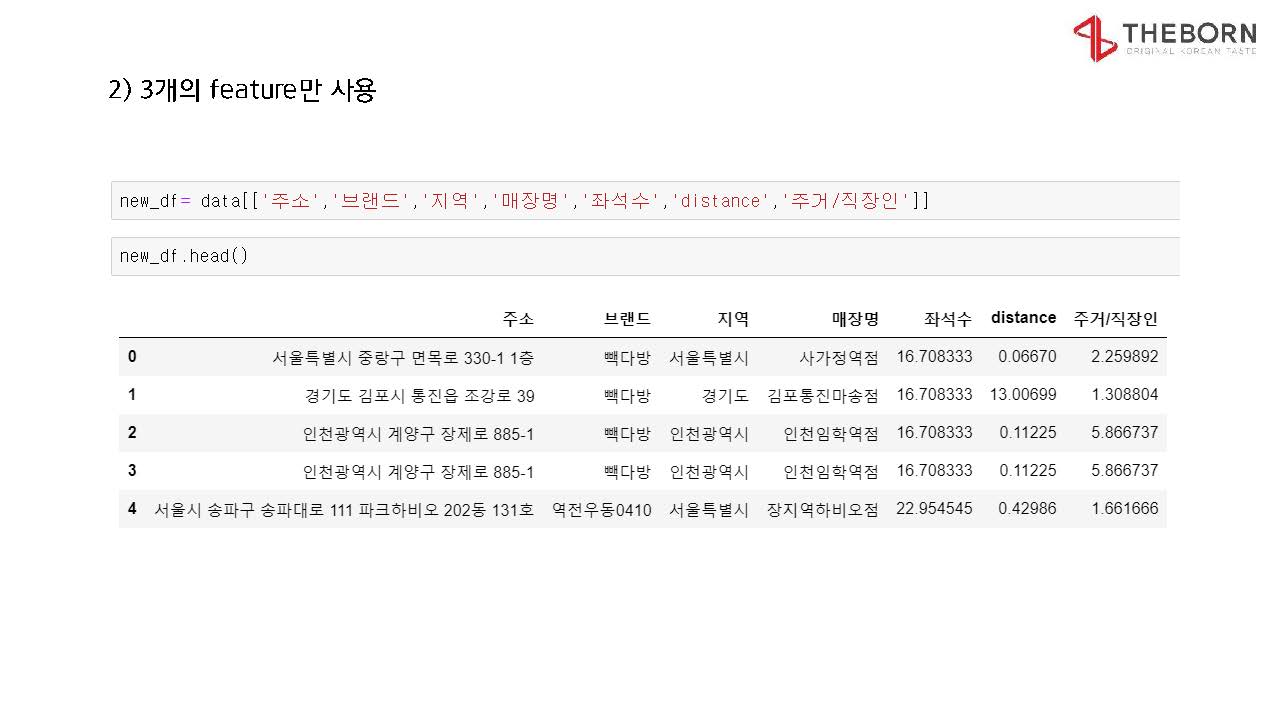 THEBORN
ORIGINAL KOREAN TASTE
2) 3개의 feature만 사용
new_df= data[['주소','브랜드','지역','매장명','좌석수','distance','주거/직장인']]
new_df.head()
주소 브랜드 지역 매장명 좌석수 distance 주거/직장인
0 서울특별시 중랑구 면목로 330-1 1층 빽다방 서울특별시 사가정역점 16.708333 0.06670 2.259892
1 경기도 김포시 통진읍 조강로 39 빽다방 경기도 김포통진마송점 16.708333 13.00699 1.308804
2 인천광역시 계양구 장제로 885-1 빽다방 인천광역시 인천임학역점 16.708333 0.11225 5.866737
3 인천광역시 계양구 장제로 885-1 빽다방 인천광역시 인천임학역점 16.708333 0.11225 5.866737
4 서울시 송파구 송파대로 111 파크하비오 202동 131호 역전우동0410 서울특별시 장지역하비오점 22.954545 0.42986 1.661666